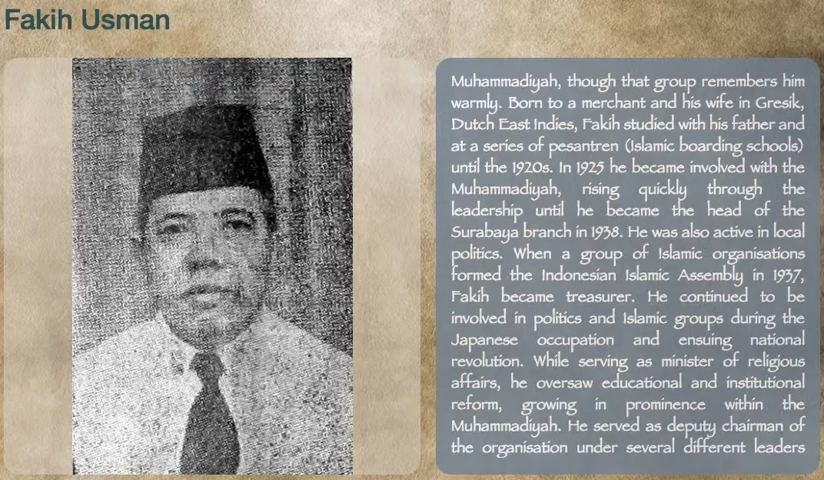 Fakih Usman
Muhammadiyah, though that group remembers him
warmly. Born to a merchant and his wife in Gresik,
Dutch East Indies, Fakih studied with his father and
at a series of pesantren (Islamic boarding schools)
until the 1920s. In 1925 he became involved with the
Muhammadiyah, rising quickly through the
leadership until he became the head of the
Surabaya branch in 1938. He was also active in local
politics. When a group of Islamic organisations
formed the Indonesian Islamic Assembly in 1937,
Fakih became treasurer. He continued to be
involved in politics and Islamic groups during the
Japanese occupation and ensuing national
revolution. While serving as minister of religious
affairs, he oversaw educational and institutional
reform, growing in prominence within the
Muhammadiyah. He served as deputy chairman of
the organisation under several different leaders